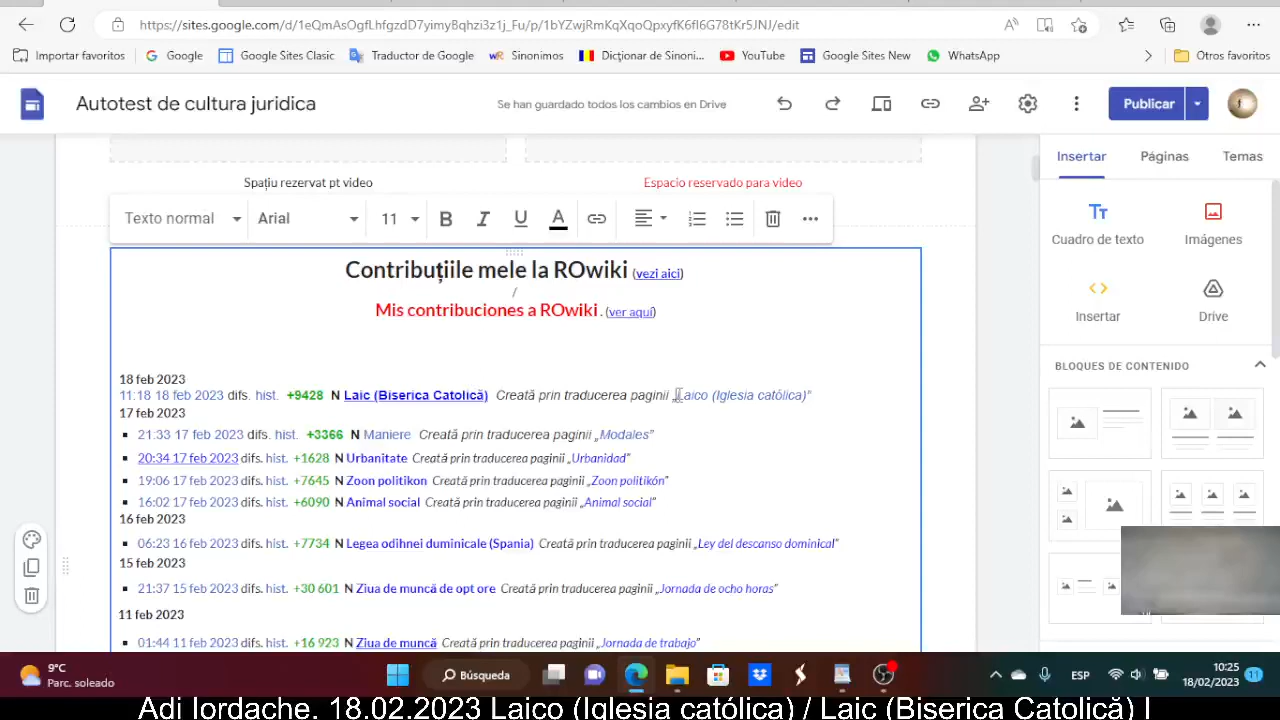 https://sites.google.com/d/1eQmAsOgfLhfgzdD7yimyBqhzi3z1j_Fu/p/1bYZwjRmKqXqoQpxyfK6fI6G78tKr5JNJ/edit
Importar favoritos Google Google Sites Clasic Traductor de Google Sinonimos Dicționar de Sinoni... YouTube Google Sites New WhatsApp Otros favoritos
Autotest de cultura juridica Se han guardado todos los cambios en Drive Publicar
Insertar Páginas Temas
Spațiu rezervat pt video Espacio reservado para video
Texto normal Arial 11 B I U A
Cuadro de texto Imágenes
Insertar Drive
BLOQUES DE CONTENIDO
Contribuțiile mele la ROwiki (vezi aici)
/
Mis contribuciones a ROwiki . (ver aquí)
18 feb 2023
11:18 18 feb 2023 difs. hist. +9428 N Laic (Biserica Catolică) Creată prin traducerea paginii „Laico (Iglesia católica)”
17 feb 2023
21:33 17 feb 2023 difs. hist. +3366 N Maniere Creată prin traducerea paginii „Modales”
20:34 17 feb 2023 difs. hist. +1628 N Urbanitate Creată prin traducerea paginii „Urbanidad”
19:06 17 feb 2023 difs. hist. +7645 N Zoon politikon Creată prin traducerea paginii „Zoon politikón”
16:02 17 feb 2023 difs. hist. +6090 N Animal social Creată prin traducerea paginii „Animal social”
16 feb 2023
06:23 16 feb 2023 difs. hist. +7734 N Legea odihnei duminicale (Spania) Creată prin traducerea paginii „Ley del descanso dominical”
15 feb 2023
21:37 15 feb 2023 difs. hist. +30 601 N Ziua de muncă de opt ore Creată prin traducerea paginii „Jornada de ocho horas”
11 feb 2023
01:44 11 feb 2023 difs. hist. +16 923 N Ziua de muncă Creată prin traducerea paginii „Jornada de trabajo”
9°C
Parc. soleado
Búsqueda
ESP
10:25
18/02/2023
11
Adi Iordache. 18.02.2023 Laico (Iglesia católica) / Laic (Biserica Catolică) I